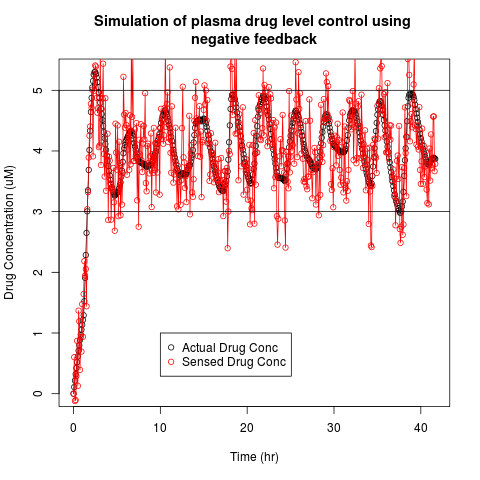 Simulation of plasma drug level control using
negative feedback
Drug Concentration (uM)
5
4
3
2
1
0
Actual Drug Conc
Sensed Drug Conc
0 10 20 30 40
Time (hr)